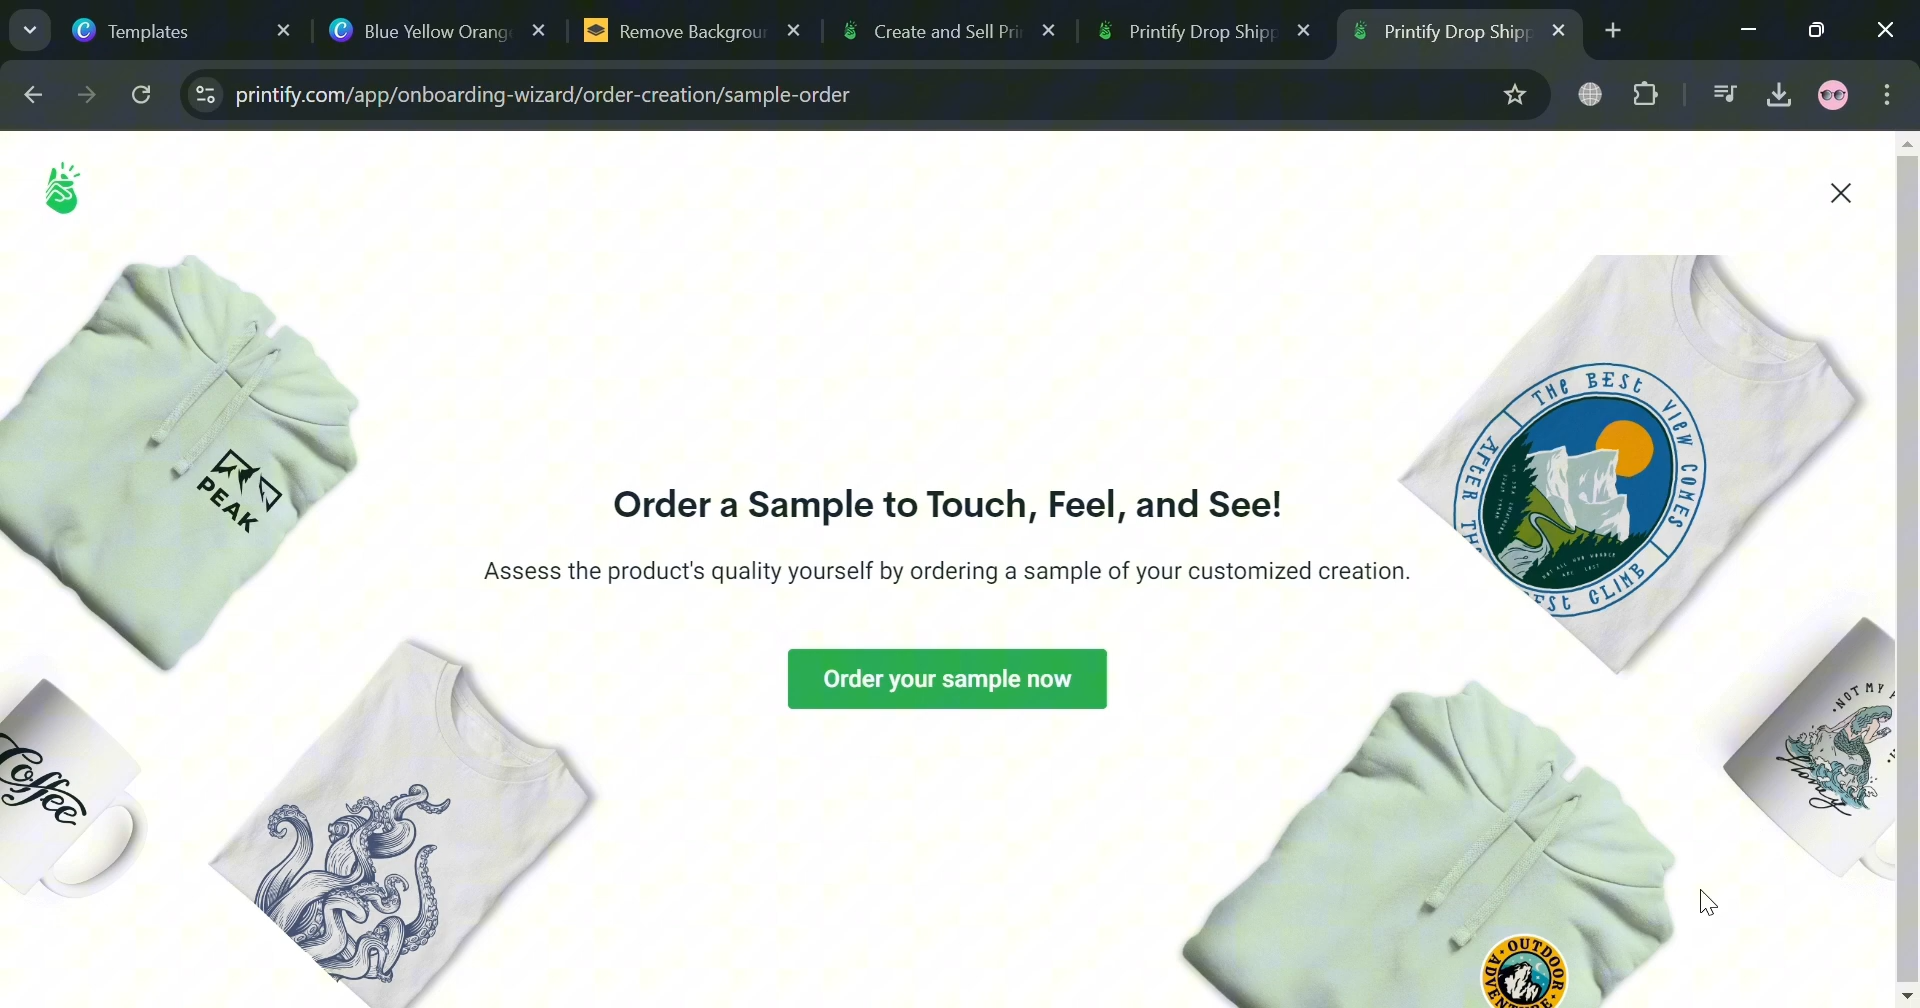 Templates
Blue Yellow Orang
Remove Backgrour
Create and Sell Pri
Printify Drop Shipp
Printify Drop Shipp
printify.com/app/onboarding-wizard/order-creation/sample-order
PEAK
THE BEST VIEW COMES AFTER THE
EST CLIMB
Order a Sample to Touch, Feel, and See!
Assess the product's quality yourself by ordering a sample of your customized creation.
Order your sample now
Coffee
NOT MY
OUTDOOR
ADVENTURE